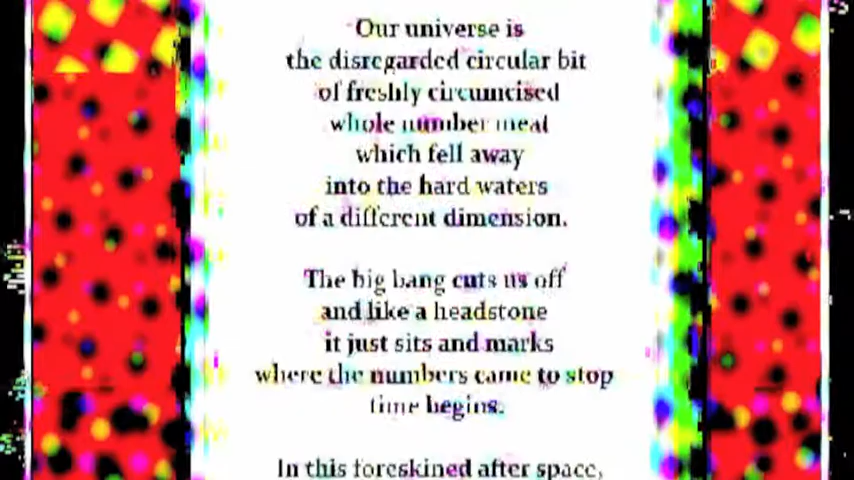 Our universe is
the disregarded circular bit
of freshly circumcised
whole number meat
which fell away
into the hard waters
of a different dimension.
The big bang cuts us off
and like a headstone
it just sits and marks
where the numbers came to stop
time begins.
In this foreskined after space,